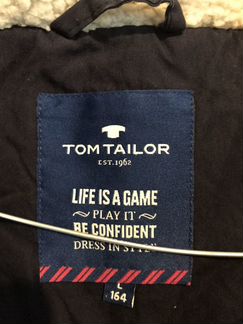 TOM TAILOR
EST. 1962
LIFE IS A GAME
PLAY IT
BE CONFIDENT
DRESS IN STYLE
L
164